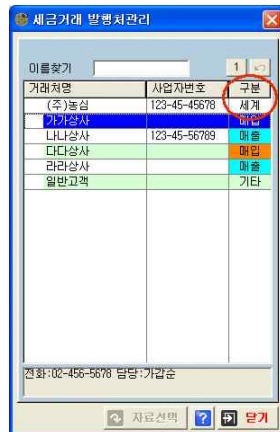 세금거래 발행처관리
이름찾기 1
거래처명 사업자번호 구분
(주)농심 123-45-45678 세계
가가상사 매입
나나상사 123-45-56789 매출
다다상사 매입
라라상사 매출
일반고객 기타
전화:02-456-5678 담당:가갑순
자료선택 ? 닫기